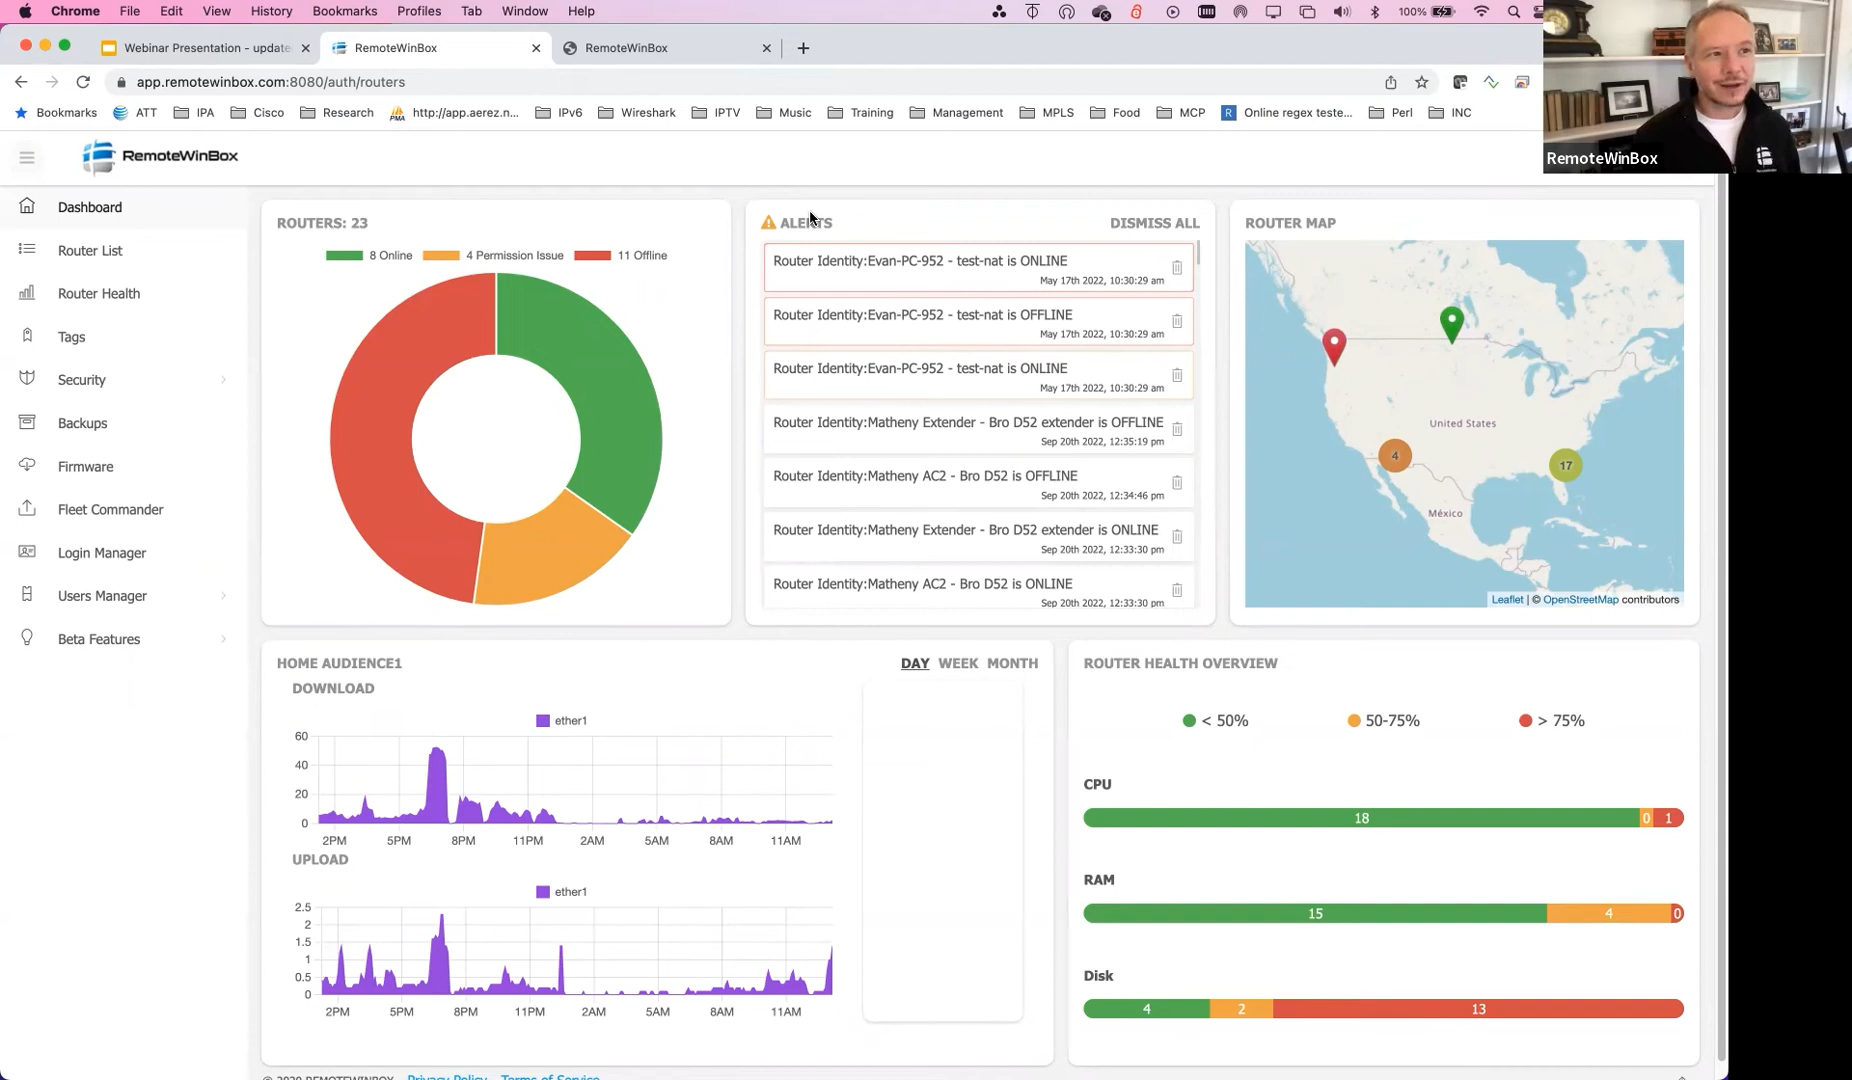 Chrome File Edit View History Bookmarks Profiles Tab Window Help 100%
Webinar Presentation - update
RemoteWinBox
RemoteWinBox
app.remotewinbox.com:8080/auth/routers
Bookmarks ATT IPA Cisco Research http://app.aerez.n... IPv6 Wireshark IPTV Music Training Management MPLS Food MCP Online regex teste... Perl INC
RemoteWinBox
RemoteWinBox
Dashboard
Router List
Router Health
Tags
Security
Backups
Firmware
Fleet Commander
Login Manager
Users Manager
Beta Features
ROUTERS: 23
8 Online 4 Permission Issue 11 Offline
ALERTS DISMISS ALL
Router Identity:Evan-PC-952 - test-nat is ONLINE
May 17th 2022, 10:30:29 am
Router Identity:Evan-PC-952 - test-nat is OFFLINE
May 17th 2022, 10:30:29 am
Router Identity:Evan-PC-952 - test-nat is ONLINE
May 17th 2022, 10:30:29 am
Router Identity:Matheny Extender - Bro D52 extender is OFFLINE
Sep 20th 2022, 12:35:19 pm
Router Identity:Matheny AC2 - Bro D52 is OFFLINE
Sep 20th 2022, 12:34:46 pm
Router Identity:Matheny Extender - Bro D52 extender is ONLINE
Sep 20th 2022, 12:33:30 pm
Router Identity:Matheny AC2 - Bro D52 is ONLINE
Sep 20th 2022, 12:33:30 pm
ROUTER MAP
United States
4
17
México
Leaflet | © OpenStreetMap contributors
HOME AUDIENCE1 DAY WEEK MONTH
DOWNLOAD
ether1
60
40
20
0
2PM 5PM 8PM 11PM 2AM 5AM 8AM 11AM
UPLOAD
ether1
2.5
2
1.5
1
0.5
0
2PM 5PM 8PM 11PM 2AM 5AM 8AM 11AM
ROUTER HEALTH OVERVIEW
< 50% 50-75% > 75%
CPU
18 0 1
RAM
15 4 0
Disk
4 2 13
© 2020 REMOTEWINBOX Privacy Policy Terms of Service